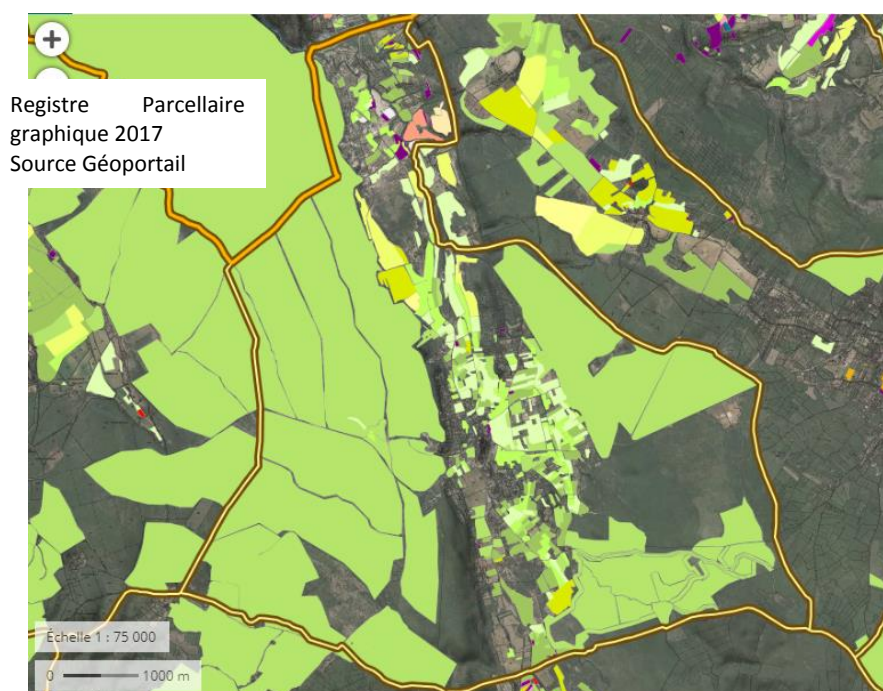 +
Registre Parcellaire
graphique 2017
Source Géoportail
Échelle 1 : 75 000
0 1000 m